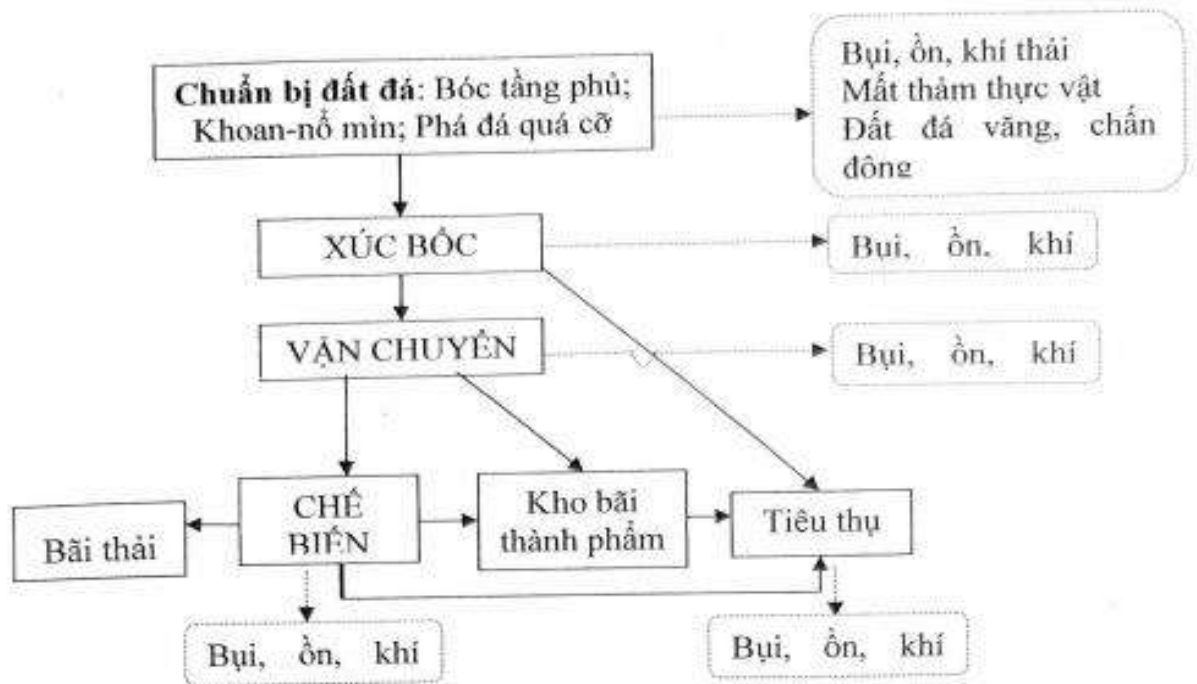 Chuẩn bị đất đá: Bóc tầng phủ;
Khoan-nổ mìn; Phá đá quá cỡ
Bụi, ồn, khí thải
Mất thảm thực vật
Đất đá văng, chấn
động
XÚC BỐC
Bụi, ồn, khí
VẬN CHUYỂN
Bụi, ồn, khí
Bãi thải
CHẾ
BIẾN
Kho bãi
thành phẩm
Tiêu thụ
Bụi, ồn, khí
Bụi, ồn, khí